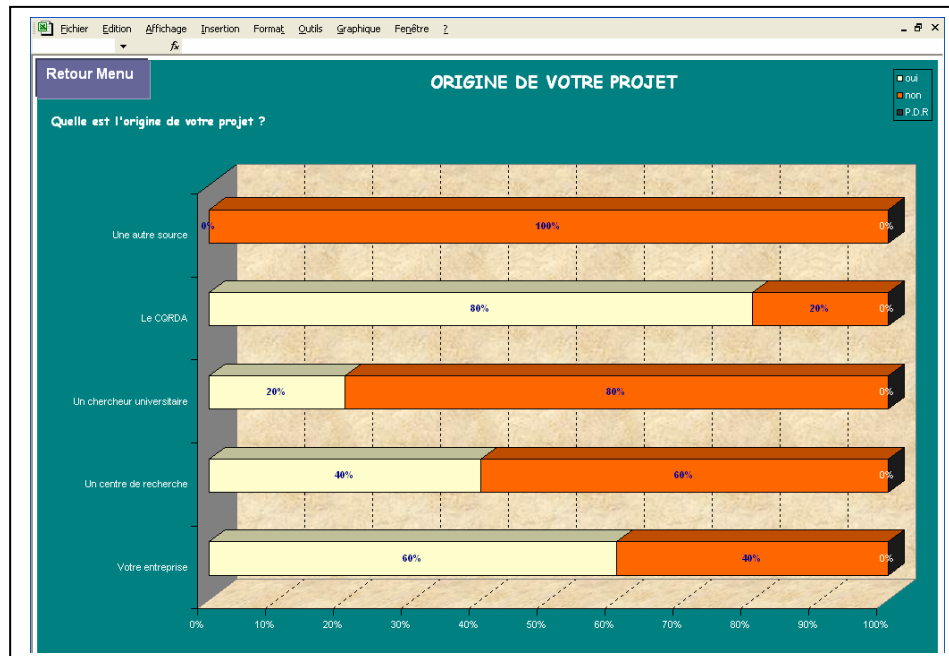 Fichier Edition Affichage Insertion Format Outils Graphique Fenêtre ?
fx
Retour Menu
ORIGINE DE VOTRE PROJET
oui
non
P.D.R
Quelle est l'origine de votre projet ?
Une autre source 0% 100% 0%
Le CQRDA 80% 20% 0%
Un chercheur universitaire 20% 80% 0%
Un centre de recherche 40% 60% 0%
Votre entreprise 60% 40% 0%
0% 10% 20% 30% 40% 50% 60% 70% 80% 90% 100%